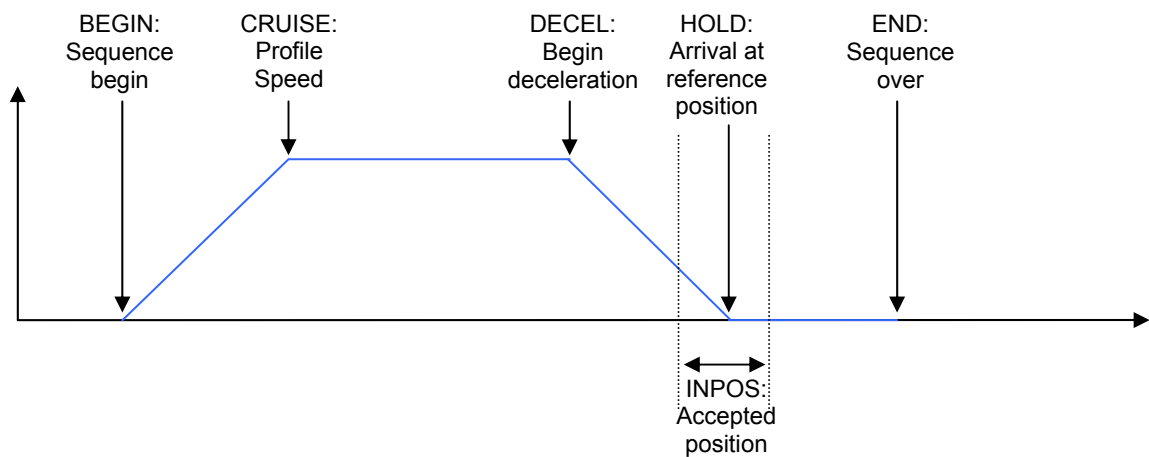 BEGIN:
Sequence
begin
CRUISE:
Profile
Speed
DECEL:
Begin
deceleration
HOLD:
Arrival at
reference
position
END:
Sequence
over
INPOS:
Accepted
position